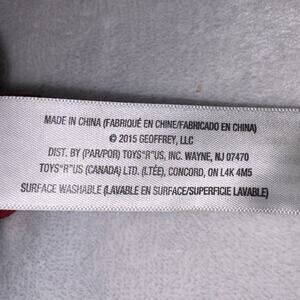 MADE IN CHINA (FABRIQUÉ EN CHINE/FABRICADO EN CHINA)
© 2015 GEOFFREY, LLC
DIST. BY (PAR/POR) TOYS"R"US, INC. WAYNE, NJ 07470
TOYS"R"US (CANADA) LTD. (LTÉE), CONCORD, ON L4K 4M5
SURFACE WASHABLE (LAVABLE EN SURFACE/SUPERFICIE LAVABLE)